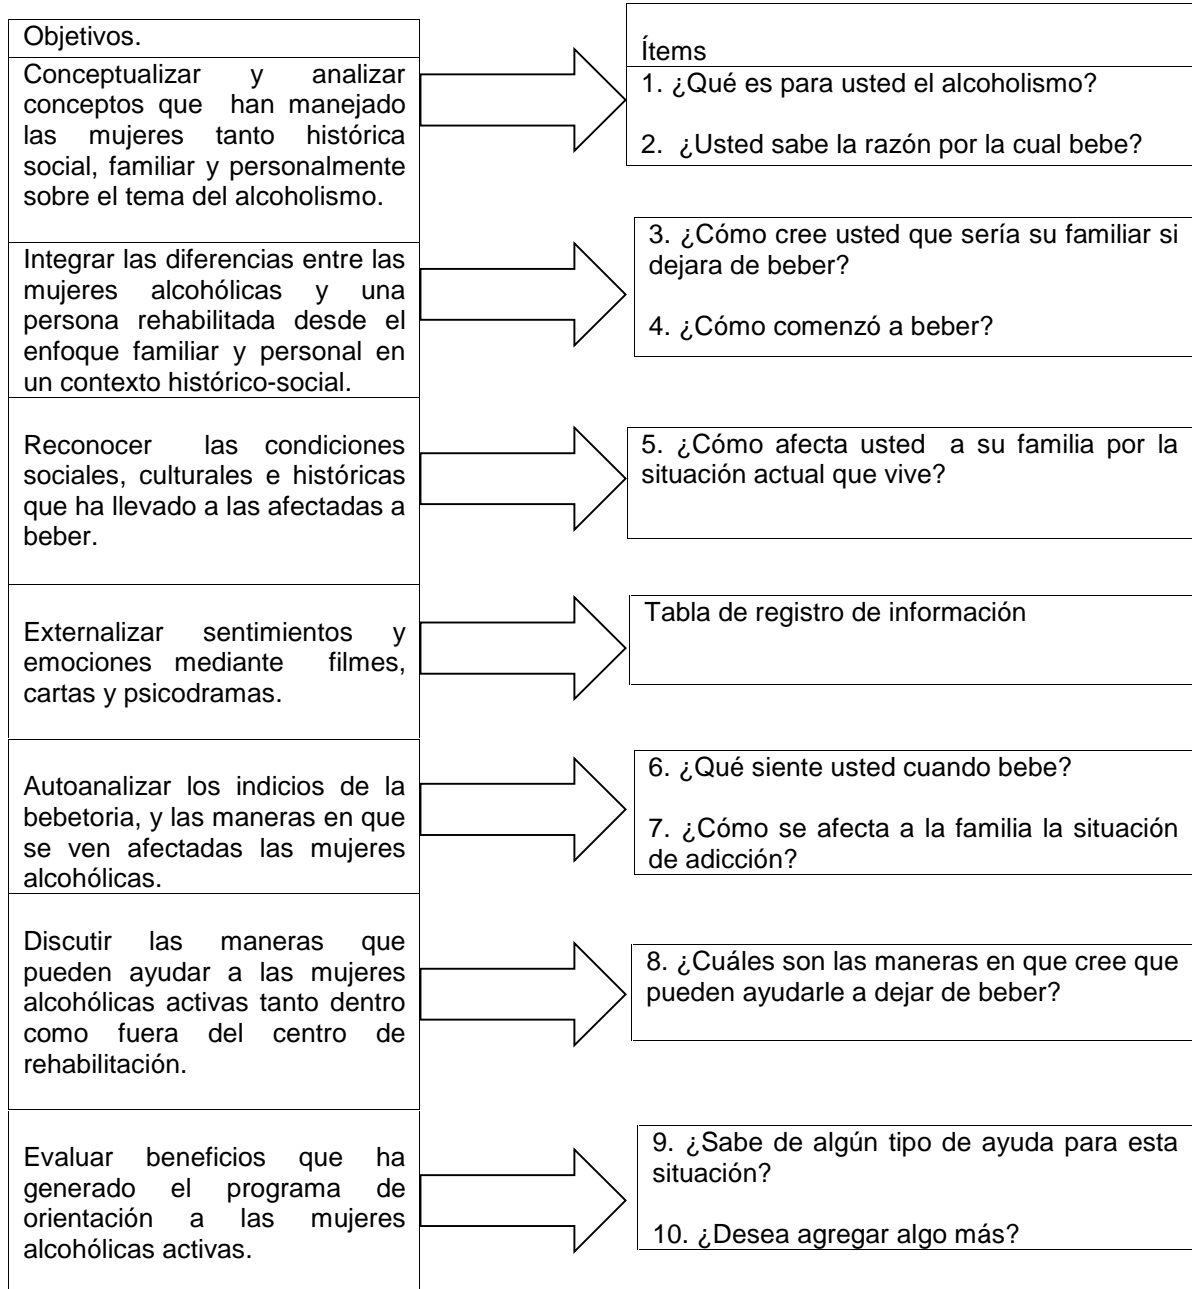 Objetivos.
Conceptualizar y analizar
conceptos que han manejado
las mujeres tanto histórica
social, familiar y personalmente
sobre el tema del alcoholismo.
Ítems
1. ¿Qué es para usted el alcoholismo?
2. ¿Usted sabe la razón por la cual bebe?
Integrar las diferencias entre las
mujeres alcohólicas y una
persona rehabilitada desde el
enfoque familiar y personal en
un contexto histórico-social.
3. ¿Cómo cree usted que sería su familiar si
dejara de beber?
4. ¿Cómo comenzó a beber?
Reconocer las condiciones
sociales, culturales e históricas
que ha llevado a las afectadas a
beber.
5. ¿Cómo afecta usted a su familia por la
situación actual que vive?
Externalizar sentimientos y
emociones mediante filmes,
cartas y psicodramas.
Tabla de registro de información
Autoanalizar los indicios de la
bebetoria, y las maneras en que
se ven afectadas las mujeres
alcohólicas.
6. ¿Qué siente usted cuando bebe?
7. ¿Cómo se afecta a la familia la situación
de adicción?
Discutir las maneras que
pueden ayudar a las mujeres
alcohólicas activas tanto dentro
como fuera del centro de
rehabilitación.
8. ¿Cuáles son las maneras en que cree que
pueden ayudarle a dejar de beber?
Evaluar beneficios que ha
generado el programa de
orientación a las mujeres
alcohólicas activas.
9. ¿Sabe de algún tipo de ayuda para esta
situación?
10. ¿Desea agregar algo más?